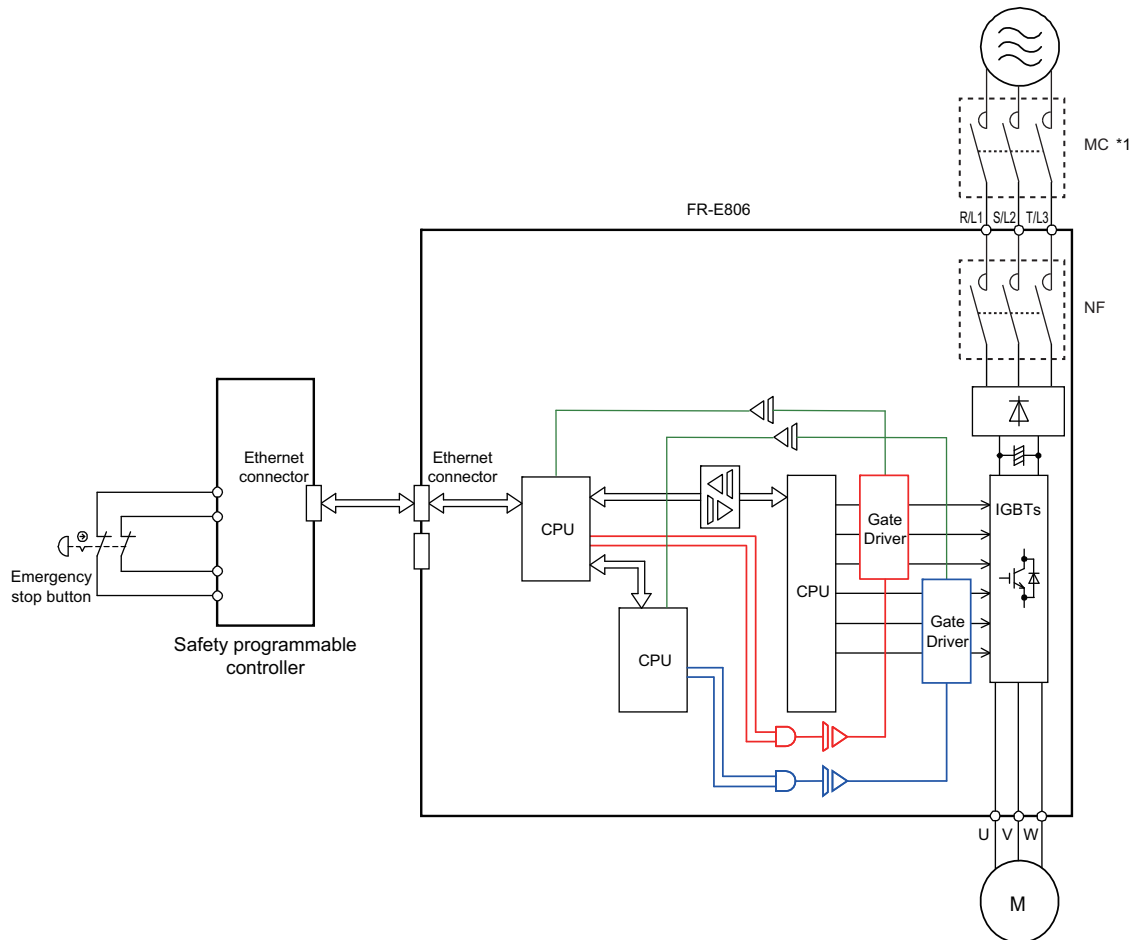 MC *1
FR-E806
R/L1 S/L2 T/L3
NF
Ethernet
connector
Ethernet
connector
CPU
Gate
Driver
IGBTs
CPU
Emergency
stop button
Gate
Driver
CPU
Safety programmable
controller
U V W
M